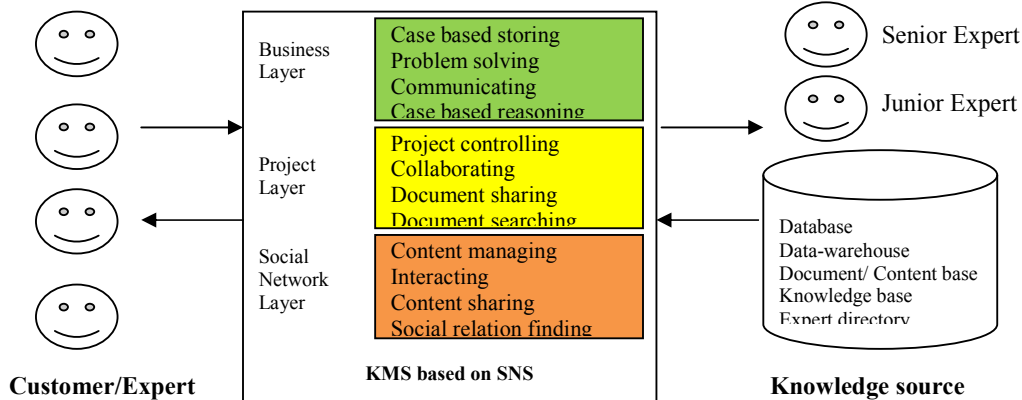 Business
Layer
Case based storing
Problem solving
Communicating
Case based reasoning
Project
Layer
Project controlling
Collaborating
Document sharing
Document searching
Social
Network
Layer
Content managing
Interacting
Content sharing
Social relation finding
KMS based on SNS
Customer/Expert
Senior Expert
Junior Expert
Database
Data-warehouse
Document/ Content base
Knowledge base
Expert directory
Knowledge source